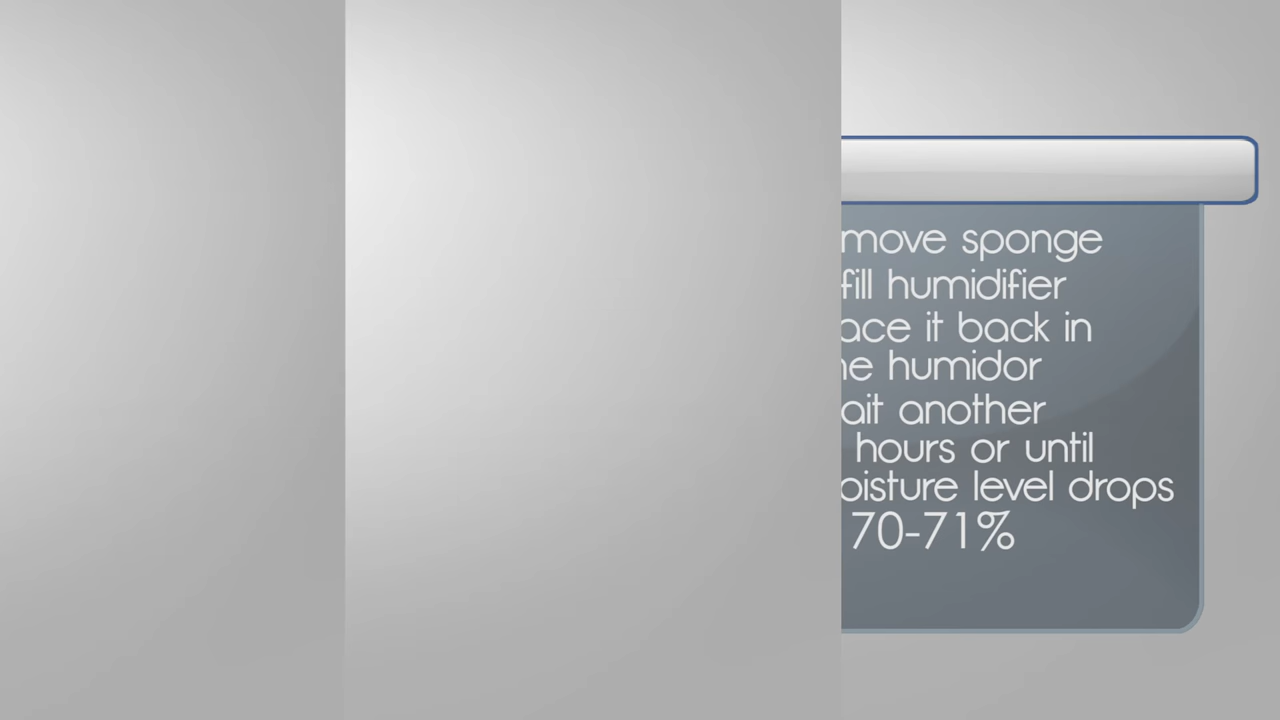 move sponge
fill humidifier
ace it back in
he humidor
ait another
hours or until
oisture level drops
70-71%